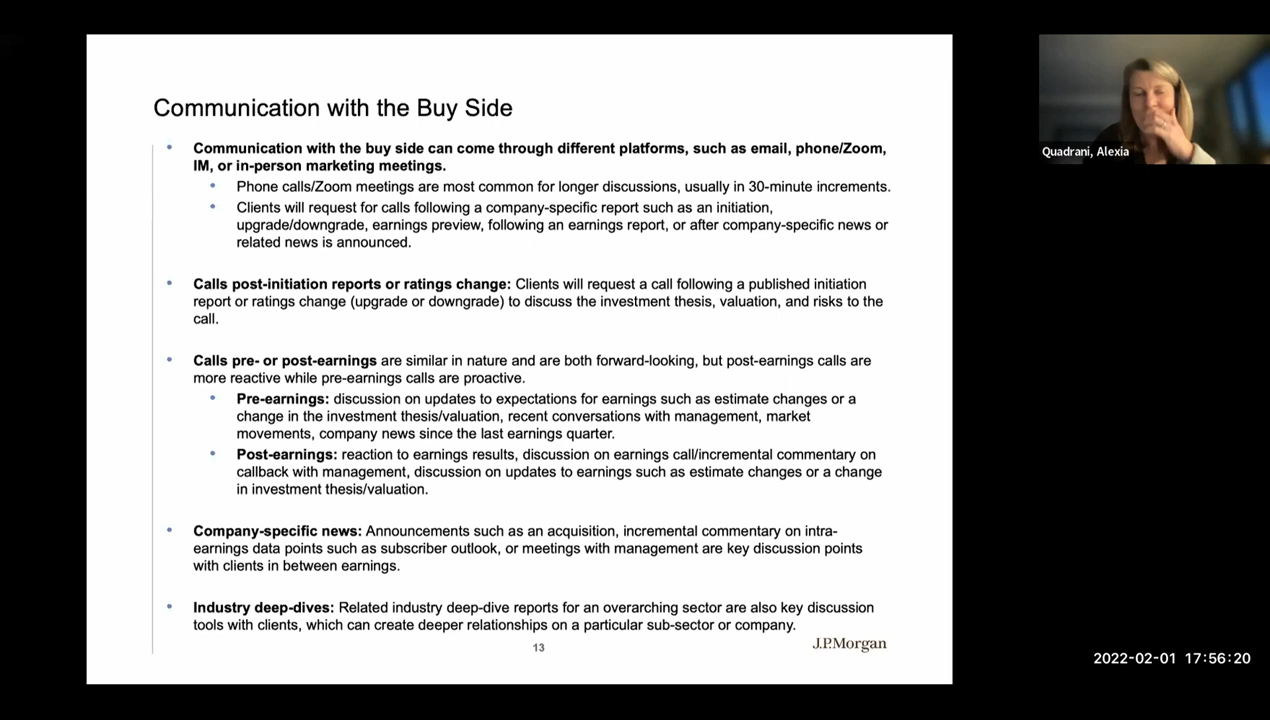 Communication with the Buy Side
• Communication with the buy side can come through different platforms, such as email, phone/Zoom,
IM, or in-person marketing meetings.
• Phone calls/Zoom meetings are most common for longer discussions, usually in 30-minute increments.
• Clients will request for calls following a company-specific report such as an initiation,
upgrade/downgrade, earnings preview, following an earnings report, or after company-specific news or
related news is announced.
• Calls post-initiation reports or ratings change: Clients will request a call following a published initiation
report or ratings change (upgrade or downgrade) to discuss the investment thesis, valuation, and risks to the
call.
• Calls pre- or post-earnings are similar in nature and are both forward-looking, but post-earnings calls are
more reactive while pre-earnings calls are proactive.
• Pre-earnings: discussion on updates to expectations for earnings such as estimate changes or a
change in the investment thesis/valuation, recent conversations with management, market
movements, company news since the last earnings quarter.
• Post-earnings: reaction to earnings results, discussion on earnings call/incremental commentary on
callback with management, discussion on updates to earnings such as estimate changes or a change
in investment thesis/valuation.
• Company-specific news: Announcements such as an acquisition, incremental commentary on intra-
earnings data points such as subscriber outlook, or meetings with management are key discussion points
with clients in between earnings.
• Industry deep-dives: Related industry deep-dive reports for an overarching sector are also key discussion
tools with clients, which can create deeper relationships on a particular sub-sector or company.
13
J.P.Morgan
Quadrani, Alexia
2022-02-01 17:56:20